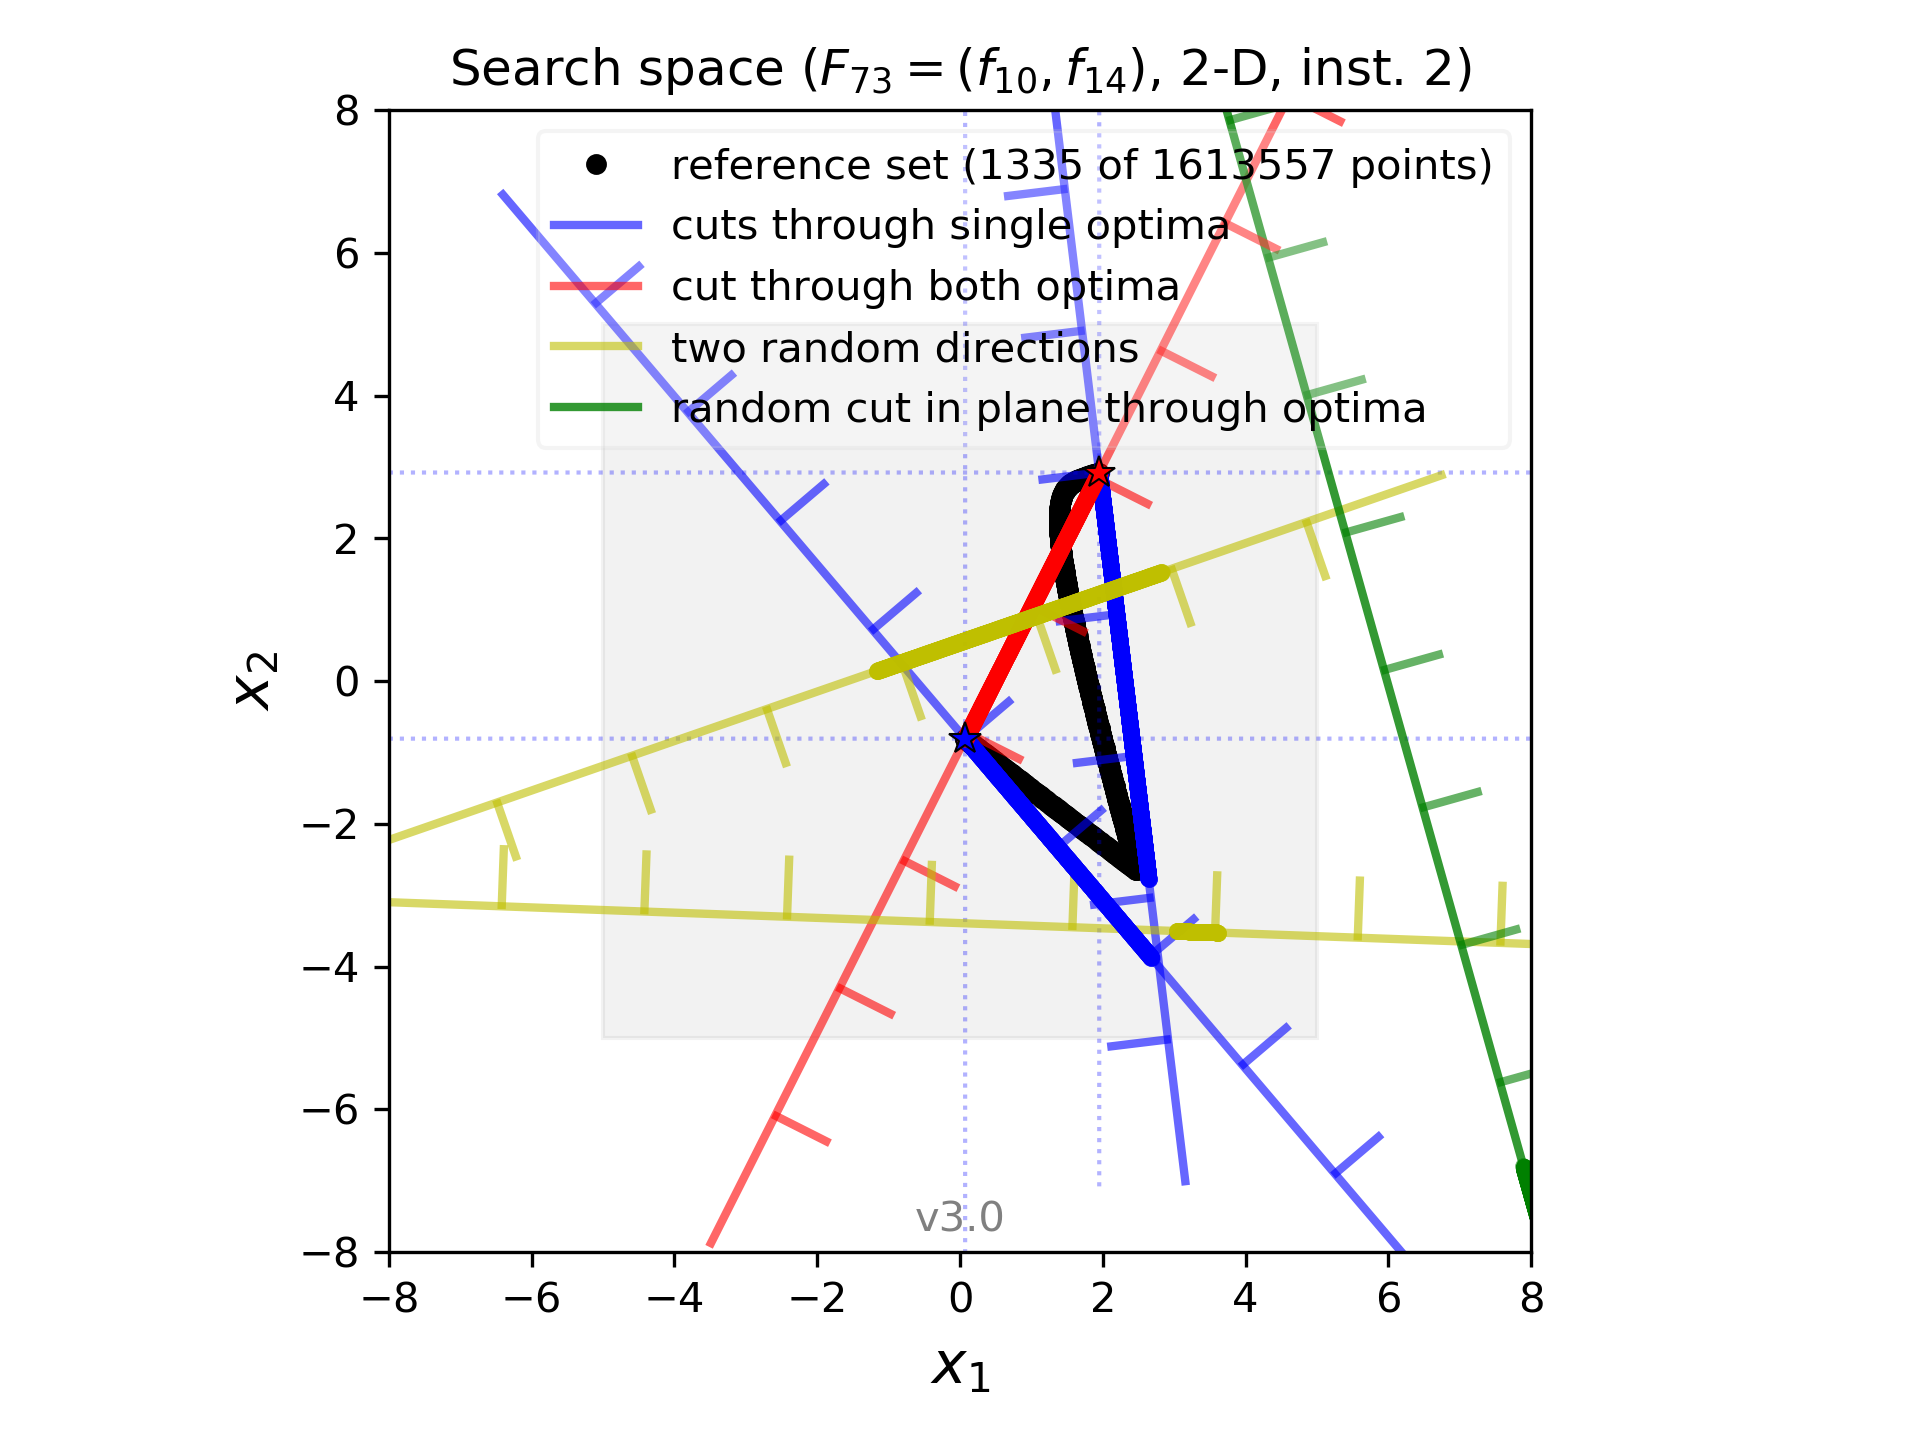 Search space (F73 = (f10, f14), 2-D, inst. 2)
reference set (1335 of 1613557 points)
cuts through single optima
cut through both optima
two random directions
random cut in plane through optima
8
6
4
2
0
−2
−4
−6
−8
x2
v3.0
−8 −6 −4 −2 0 2 4 6 8
x1